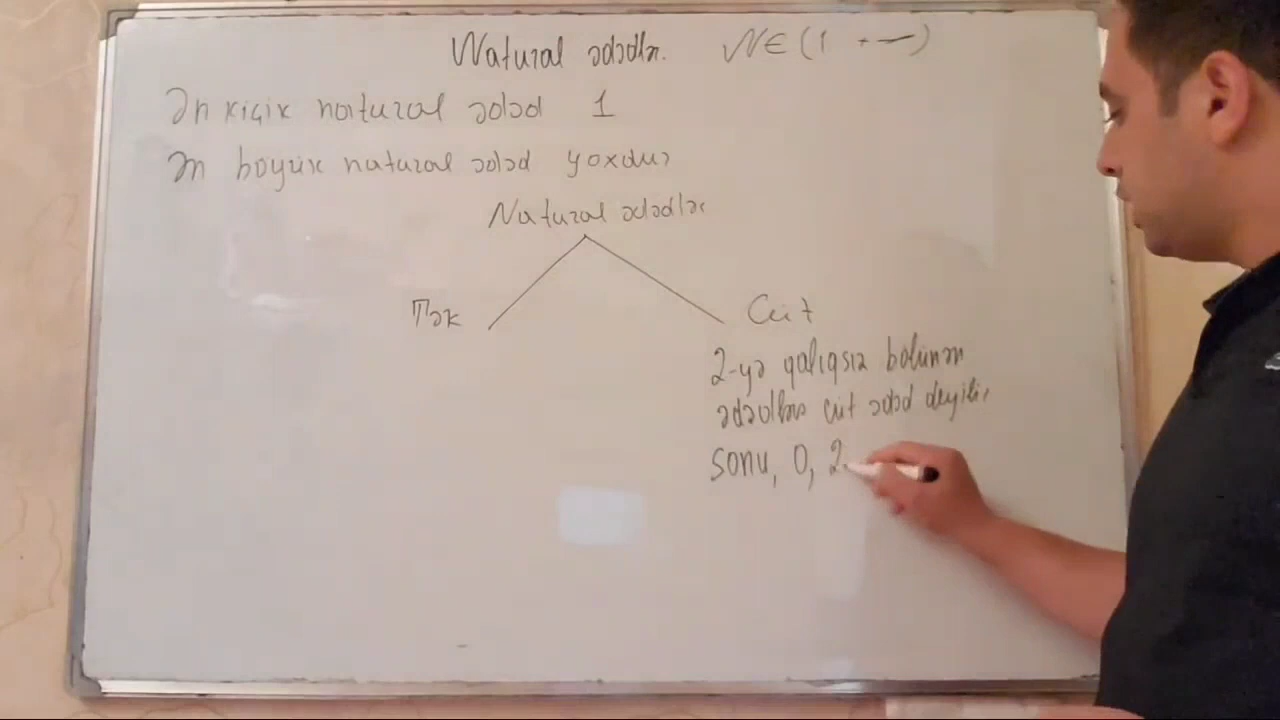 Natural ədədlər. N∈(1 +∞)
Ən kiçik natural ədəd 1
Ən böyük natural ədəd yoxdur
Natural ədədlər
Tək Cüt
2-yə qalıqsız bölünən
ədədlərə cüt ədəd deyilir
sonu, 0, 2